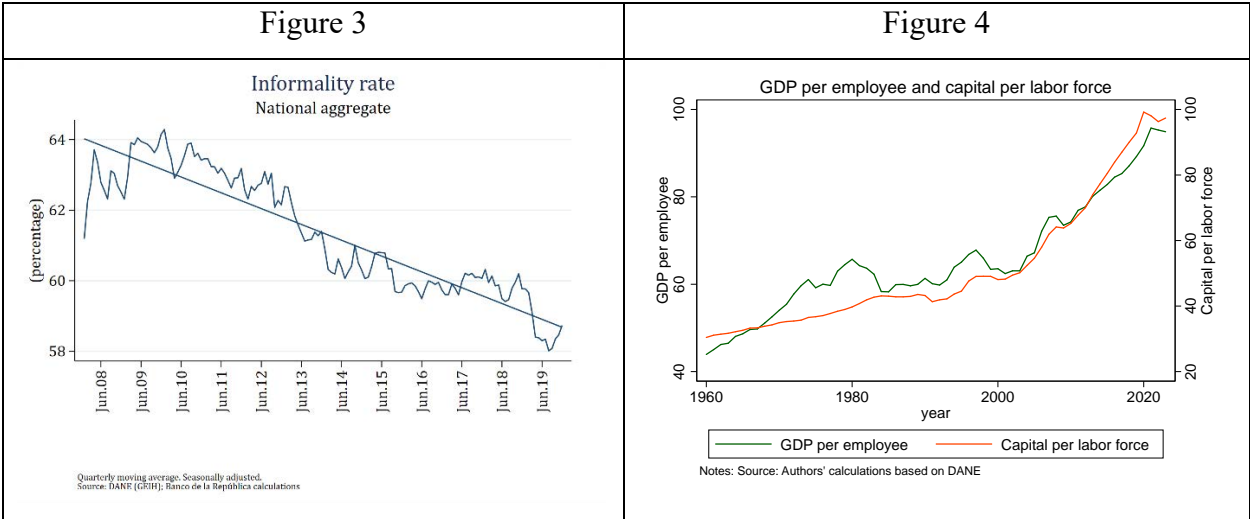 Figure 3
Figure 4
Informality rate
National aggregate
(percentage)
64
62
60
58
Jun.08
Jun.09
Jun.10
Jun.11
Jun.12
Jun.13
Jun.14
Jun.15
Jun.16
Jun.17
Jun.18
Jun.19
Quarterly moving average. Seasonally adjusted.
Source: DANE (GEIH); Banco de la República calculations
GDP per employee and capital per labor force
GDP per employee
100
80
60
40
100
80
60
40
20
Capital per labor force
1960
1980
2000
2020
year
GDP per employee
Capital per labor force
Notes: Source: Authors' calculations based on DANE